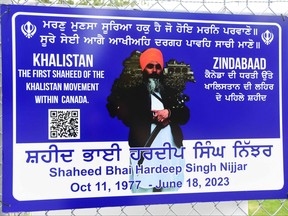 ਮਰਣੁ ਮੁਣਸਾ ਸੂਰਿਆ ਹਕੁ ਹੈ ਜੋ ਹੋਇ ਮਰਨਿ ਪਰਵਾਣੋ ॥
ਸੂਰੇ ਸੇਈ ਆਗੈ ਆਖੀਅਹਿ ਦਰਗਹ ਪਾਵਹਿ ਸਾਚੀ ਮਾਣੋ ॥
KHALISTAN
THE FIRST SHAHEED OF THE
KHALISTAN MOVEMENT
WITHIN CANADA.
ZINDABAAD
ਕੈਨੇਡਾ ਦੀ ਧਰਤੀ ਉੱਤੇ
ਖਾਲਿਸਤਾਨ ਦੀ ਲਹਿਰ
ਦੇ ਪਹਿਲੇ ਸ਼ਹੀਦ
ਸ਼ਹੀਦ ਭਾਈ ਹਰਦੀਪ ਸਿੰਘ ਨਿੱਝਰ
Shaheed Bhai Hardeep Singh Nijjar
Oct 11, 1977 - June 18, 2023